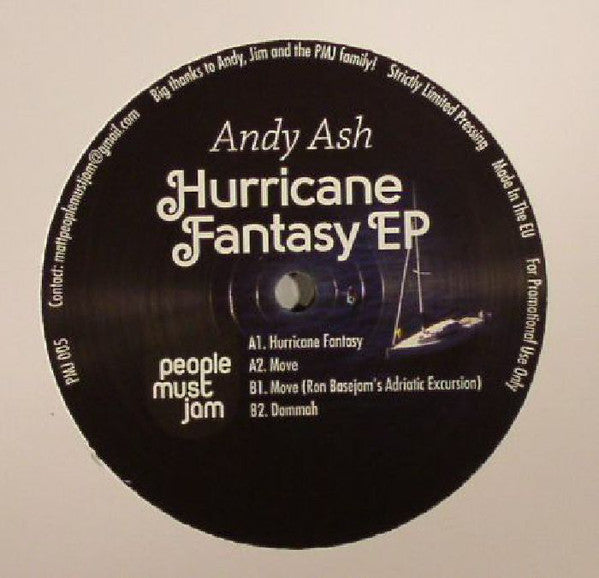 PMJ 005
Contact: mattpeoplemustjam@gmail.com
Big thanks to Andy, Jim and the PMJ family!
Strictly Limited Pressing
Made In The EU
For Promotional Use Only
Andy Ash
Hurricane
Fantasy EP
A1. Hurricane Fantasy
A2. Move
B1. Move (Ron Basejam's Adriatic Excursion)
B2. Dammah
people
must
jam